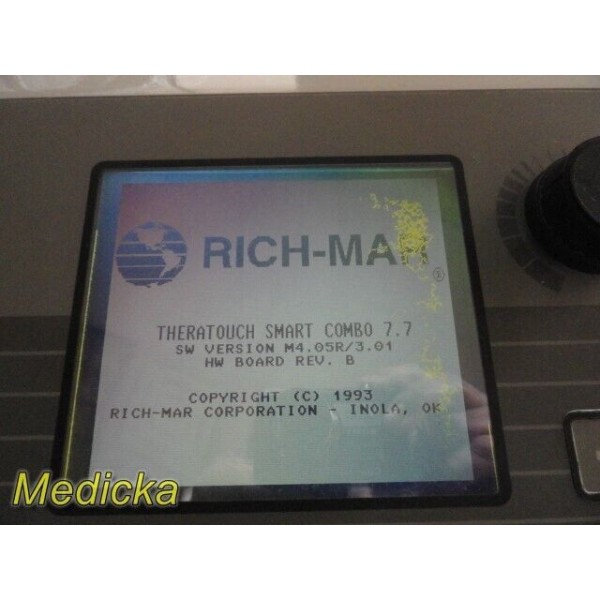 RICH-MAR®
THERATOUCH SMART COMBO 7.7
SW VERSION M4.05R/3.01
HW BOARD REV. B
COPYRIGHT (C) 1993
RICH-MAR CORPORATION - INOLA, OK
Medicka